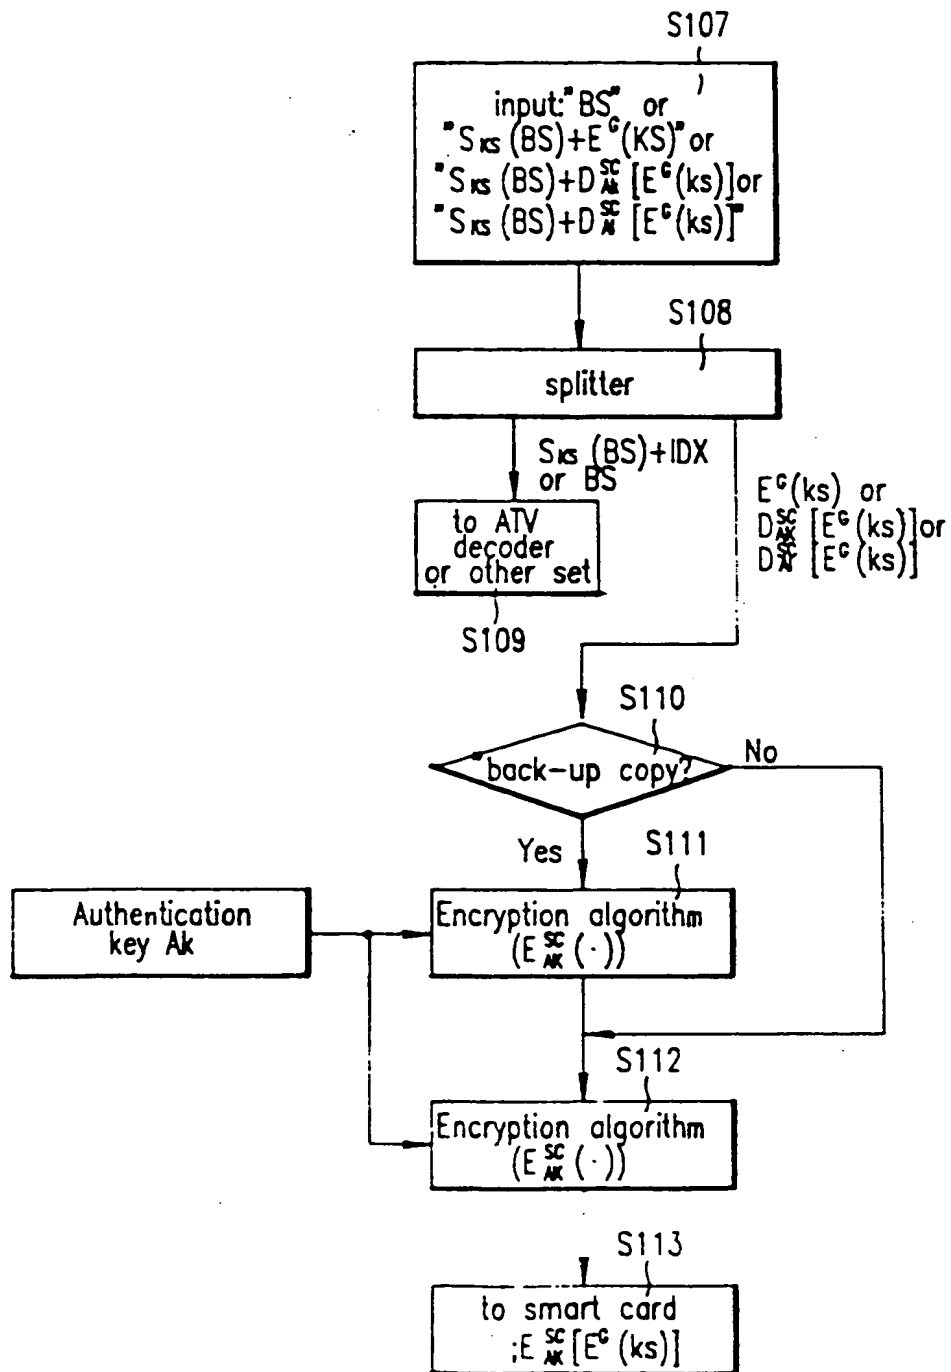 S107
input:"BS" or
"SKS (BS)+E^G(KS)" or
"SKS (BS)+D^SC_Ak [E^G(ks)] or
"SKS (BS)+D^SC [E^G(ks)]"
S108
splitter
SKS (BS)+IDX
or BS
E^G(ks) or
D^SC_AK [E^G(ks)] or
D [E^G(ks)]
to ATV
decoder
or other set
S109
S110
"back-up copy?
No
Yes
S111
Authentication
key Ak
Encryption algorithm
(E^SC_AK (·))
S112
Encryption algorithm
(E^SC_AK (·))
S113
to smart card
;E^SC_AK [E^G (ks)]